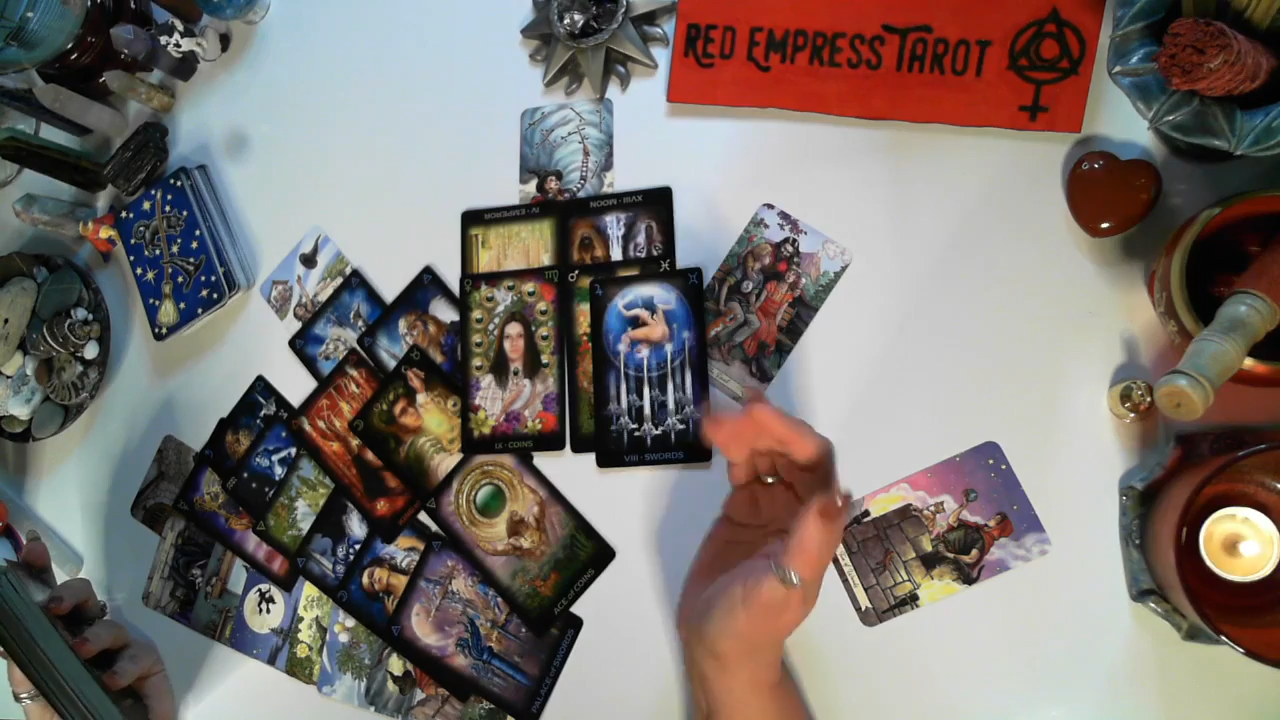 RED EMPRESS TAROT
IV · EMPEROR
XVIII · MOON
IX · COINS
VIII · SWORDS
ACE of COINS
PALACE of SWORDS